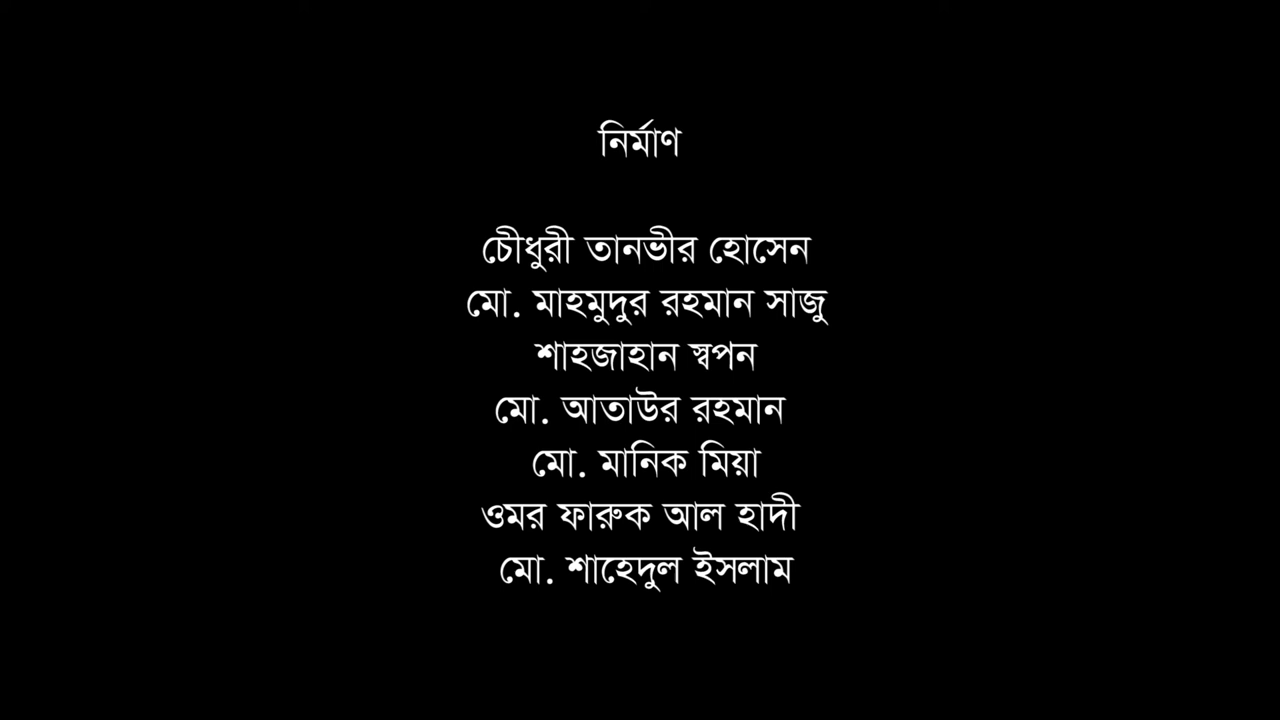 নির্মাণ
চৌধুরী তানভীর হোসেন
মো. মাহমুদুর রহমান সাজু
শাহজাহান স্বপন
মো. আতাউর রহমান
মো. মানিক মিয়া
ওমর ফারুক আল হাদী
মো. শাহেদুল ইসলাম